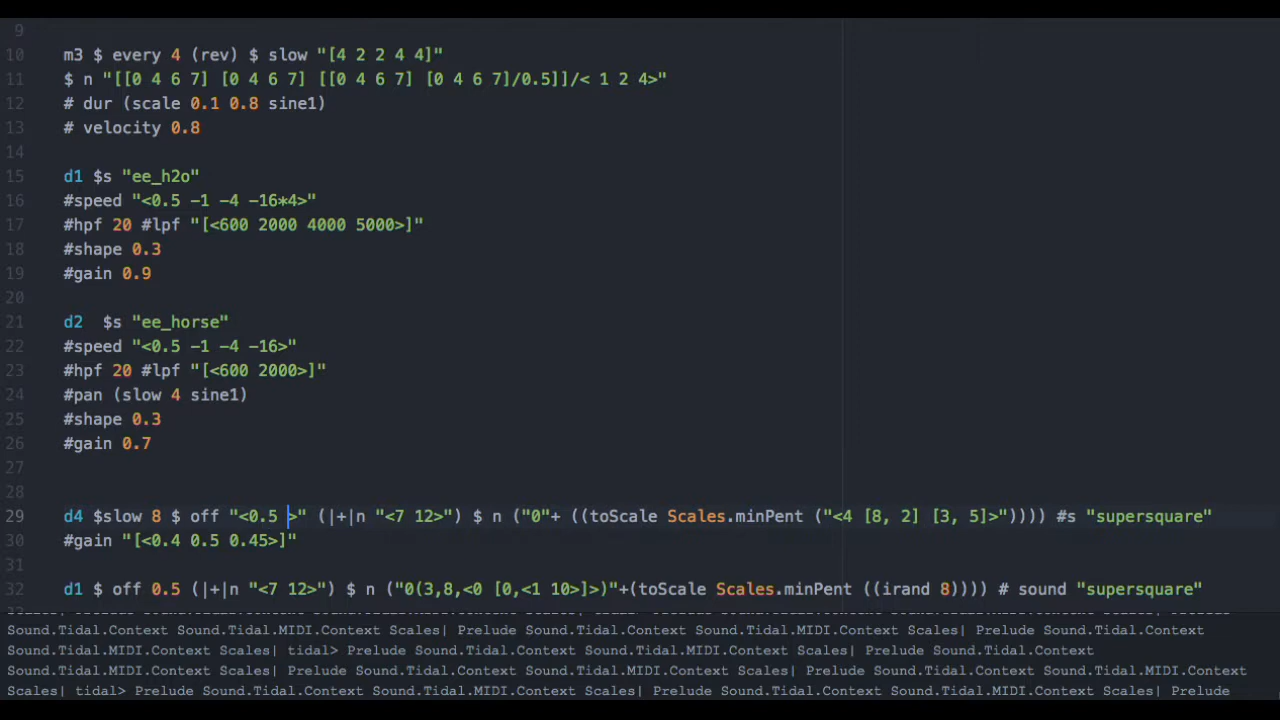 9
10 m3 $ every 4 (rev) $ slow "[4 2 2 4 4]"
11 $ n "[[0 4 6 7] [0 4 6 7] [[0 4 6 7] [0 4 6 7]/0.5]]/< 1 2 4>"
12 # dur (scale 0.1 0.8 sine1)
13 # velocity 0.8
14
15 d1 $s "ee_h2o"
16 #speed "<0.5 -1 -4 -16*4>"
17 #hpf 20 #lpf "[<600 2000 4000 5000>]"
18 #shape 0.3
19 #gain 0.9
20
21 d2  $s "ee_horse"
22 #speed "<0.5 -1 -4 -16>"
23 #hpf 20 #lpf "[<600 2000>]"
24 #pan (slow 4 sine1)
25 #shape 0.3
26 #gain 0.7
27
28
29 d4 $slow 8 $ off "<0.5 >" (|+|n "<7 12>") $ n ("0"+ ((toScale Scales.minPent ("<4 [8, 2] [3, 5]>")))) #s "supersquare"
30 #gain "[<0.4 0.5 0.45>]"
31
32 d1 $ off 0.5 (|+|n "<7 12>") $ n ("0(3,8,<0 [0,<1 10>]>)"+(toScale Scales.minPent ((irand 8)))) # sound "supersquare"
Sound.Tidal.Context Sound.Tidal.MIDI.Context Scales| Prelude Sound.Tidal.Context Sound.Tidal.MIDI.Context Scales| Prelude Sound.Tidal.Context
Sound.Tidal.MIDI.Context Scales| tidal> Prelude Sound.Tidal.Context Sound.Tidal.MIDI.Context Scales| Prelude Sound.Tidal.Context
Sound.Tidal.MIDI.Context Scales| Prelude Sound.Tidal.Context Sound.Tidal.MIDI.Context Scales| Prelude Sound.Tidal.Context Sound.Tidal.MIDI.Context
Scales| tidal> Prelude Sound.Tidal.Context Sound.Tidal.MIDI.Context Scales| Prelude Sound.Tidal.Context Sound.Tidal.MIDI.Context Scales| Prelude